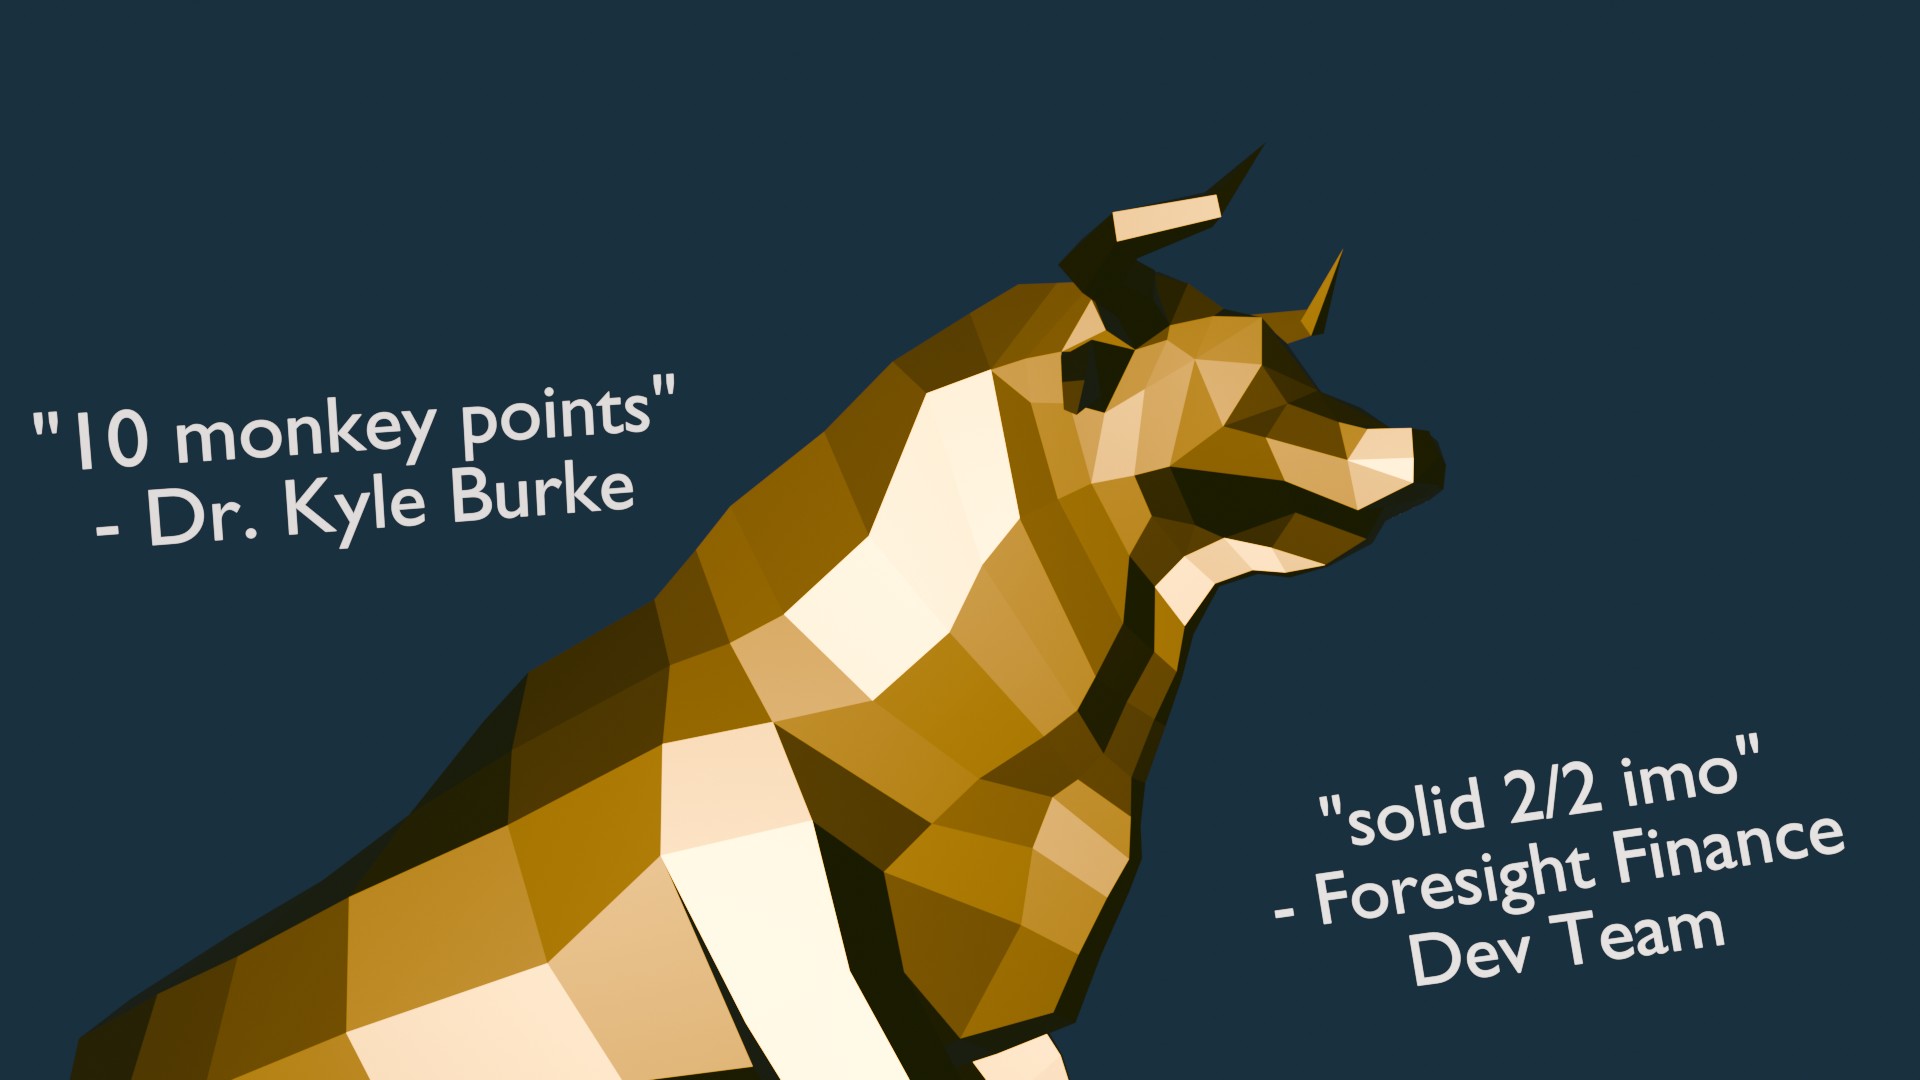 "10 monkey points"
- Dr. Kyle Burke
"solid 2/2 imo"
- Foresight Finance
Dev Team